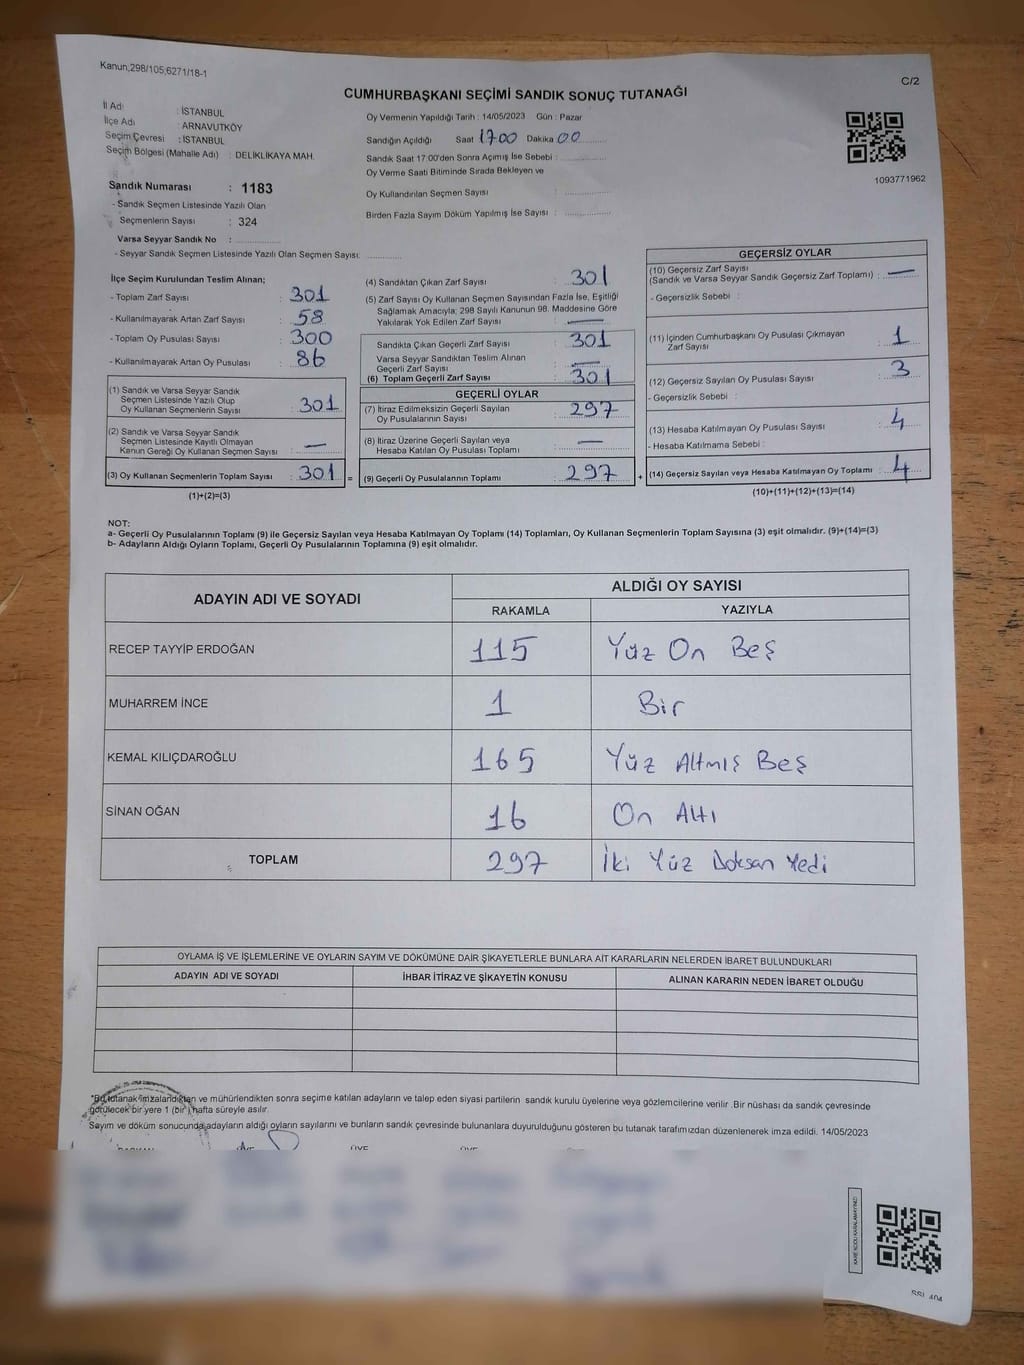 Kanun;298/105;6271/18-1
C/2
CUMHURBAŞKANI SEÇİMİ SANDIK SONUÇ TUTANAĞI
İl Adı : İSTANBUL
İlçe Adı : ARNAVUTKÖY
Seçim Çevresi : İSTANBUL
Seçim Bölgesi (Mahalle Adı) : DELİKLİKAYA MAH.
Sandık Numarası : 1183
- Sandık Seçmen Listesinde Yazılı Olan
Seçmenlerin Sayısı : 324
Varsa Seyyar Sandık No :
- Seyyar Sandık Seçmen Listesinde Yazılı Olan Seçmen Sayısı:
Oy Vermenin Yapıldığı Tarih : 14/05/2023 Gün : Pazar
Sandığın Açıldığı Saat 1700 Dakika 00
Sandık Saat 17:00'den Sonra Açımış İse Sebebi :
Oy Verme Saati Bitiminde Sırada Bekleyen ve
Oy Kullandırılan Seçmen Sayısı :
Birden Fazla Sayım Döküm Yapılmış İse Sayısı :
1093771962
İlçe Seçim Kurulundan Teslim Alınan;
- Toplam Zarf Sayısı : 301
- Kullanılmayarak Artan Zarf Sayısı : 58
- Toplam Oy Pusulası Sayısı : 300
- Kullanılmayarak Artan Oy Pusulası : 86
(1) Sandık ve Varsa Seyyar Sandık
Seçmen Listesinde Yazılı Olup
Oy Kullanan Seçmenlerin Sayısı : 301
(2) Sandık ve Varsa Seyyar Sandık
Seçmen Listesinde Kayıtlı Olmayan
Kanun Gereği Oy Kullanan Seçmen Sayısı : —
(3) Oy Kullanan Seçmenlerin Toplam Sayısı : 301 =
(1)+(2)=(3)
(4) Sandıktan Çıkan Zarf Sayısı : 301
(5) Zarf Sayısı Oy Kullanan Seçmen Sayısından Fazla İse, Eşitliği
Sağlamak Amacıyla; 298 Sayılı Kanunun 98. Maddesine Göre
Yakılarak Yok Edilen Zarf Sayısı : —
Sandıkta Çıkan Geçerli Zarf Sayısı : 301
Varsa Seyyar Sandıktan Teslim Alınan
Geçerli Zarf Sayısı : —
(6) Toplam Geçerli Zarf Sayısı : 301
GEÇERLİ OYLAR
(7) İtiraz Edilmeksizin Geçerli Sayılan
Oy Pusulalarının Sayısı : 297
(8) İtiraz Üzerine Geçerli Sayılan veya
Hesaba Katılan Oy Pusulası Toplamı : —
(9) Geçerli Oy Pusulalarının Toplamı : 297 +
GEÇERSİZ OYLAR
(10) Geçersiz Zarf Sayısı
(Sandık ve Varsa Seyyar Sandık Geçersiz Zarf Toplamı) : —
- Geçersizlik Sebebi :
(11) İçinden Cumhurbaşkanı Oy Pusulası Çıkmayan
Zarf Sayısı : 1
(12) Geçersiz Sayılan Oy Pusulası Sayısı : 3
- Geçersizlik Sebebi :
(13) Hesaba Katılmayan Oy Pusulası Sayısı : 4
- Hesaba Katılmama Sebebi :
(14) Geçersiz Sayılan veya Hesaba Katılmayan Oy Toplamı : 4
(10)+(11)+(12)+(13)=(14)
NOT:
a- Geçerli Oy Pusulalarının Toplamı (9) ile Geçersiz Sayılan veya Hesaba Katılmayan Oy Toplamı (14) Toplamları, Oy Kullanan Seçmenlerin Toplam Sayısına (3) eşit olmalıdır. (9)+(14)=(3)
b- Adayların Aldığı Oyların Toplamı, Geçerli Oy Pusulalarının Toplamına (9) eşit olmalıdır.
ADAYIN ADI VE SOYADI
ALDIĞI OY SAYISI
RAKAMLA YAZIYLA
RECEP TAYYİP ERDOĞAN 115 Yüz On Beş
MUHARREM İNCE 1 Bir
KEMAL KILIÇDAROĞLU 165 Yüz Altmış Beş
SİNAN OĞAN 16 On Altı
TOPLAM 297 İki Yüz Doksan Yedi
OYLAMA İŞ VE İŞLEMLERİNE VE OYLARIN SAYIM VE DÖKÜMÜNE DAİR ŞİKAYETLERLE BUNLARA AİT KARARLARIN NELERDEN İBARET BULUNDUKLARI
ADAYIN ADI VE SOYADI İHBAR İTİRAZ VE ŞİKAYETİN KONUSU ALINAN KARARIN NEDEN İBARET OLDUĞU
"Bu tutanak imzalandıktan ve mühürlendikten sonra seçime katılan adayların ve talep eden siyasi partilerin sandık kurulu üyelerine veya gözlemcilerine verilir .Bir nüshası da sandık çevresinde
görülecek bir yere 1 (bir ) hafta süreyle asılır.
Sayım ve döküm sonucunda,adayların aldığı oyların sayılarını ve bunların sandık çevresinde bulunanlara duyurulduğunu gösteren bu tutanak tarafımızdan düzenlenerek imza edildi. 14/05/2023
ÜYE ÜYE
KARE KODU KARALAMAYINIZ!